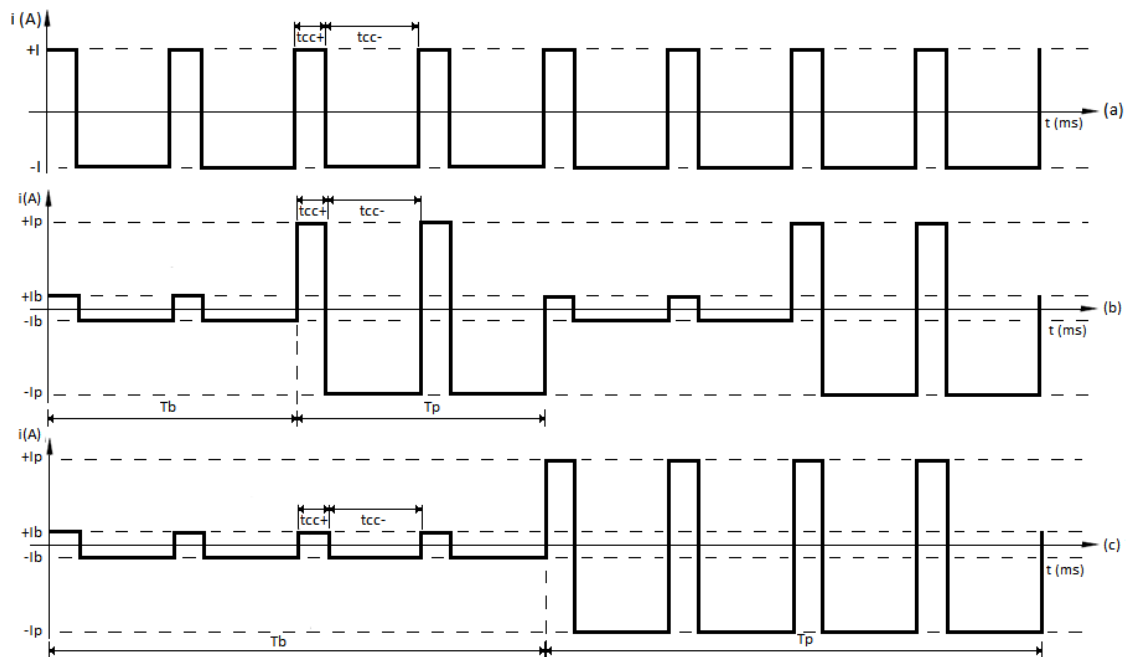 i (A)
tcc+ tcc-
+I
(a)
t (ms)
-I
i(A)
tcc+ tcc-
+Ip
+Ib
(b)
-Ib
t (ms)
-Ip
Tb Tp
i(A)
+Ip
tcc+ tcc-
+Ib
(c)
-Ib
t (ms)
-Ip
Tb Tp